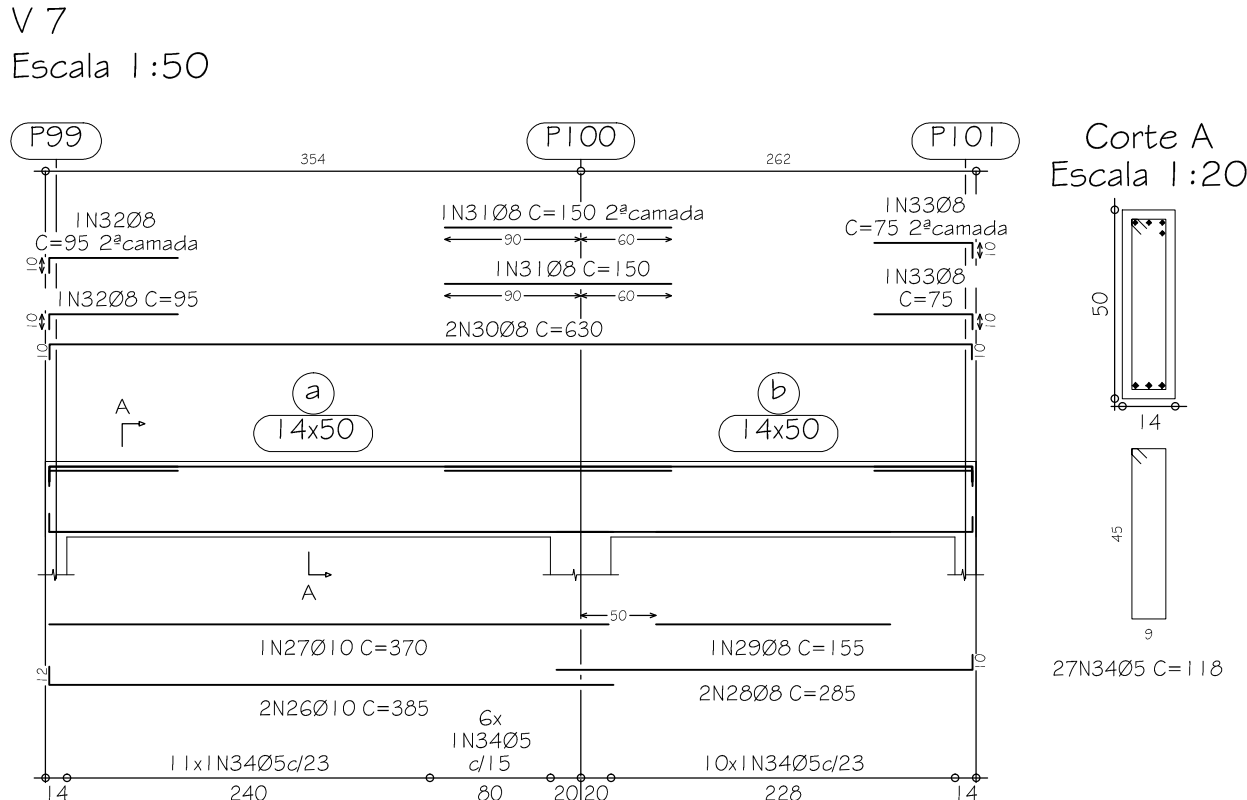 V 7
Escala 1:50
P99
P100
P101
Corte A
Escala 1:20
354
262
1N32Ø8
C=95 2ªcamada
10
1N31Ø8 C=150 2ªcamada
90
60
1N33Ø8
C=75 2ªcamada
10
1N32Ø8 C=95
10
1N31Ø8 C=150
90
60
1N33Ø8
C=75
10
2N30Ø8 C=630
10
10
50
14
a
14x50
b
14x50
A
A
45
9
27N34Ø5 C=118
50
1N27Ø10 C=370
1N29Ø8 C=155
12
10
2N26Ø10 C=385
2N28Ø8 C=285
11x1N34Ø5c/23
6x
1N34Ø5
c/15
10x1N34Ø5c/23
14
240
80
20
20
228
14